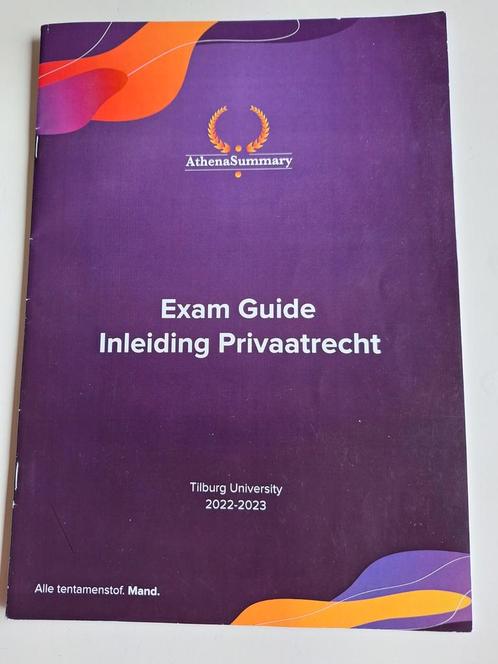 AthenaSummary
Exam Guide
Inleiding Privaatrecht
Tilburg University
2022-2023
Alle tentamenstof. Mand.